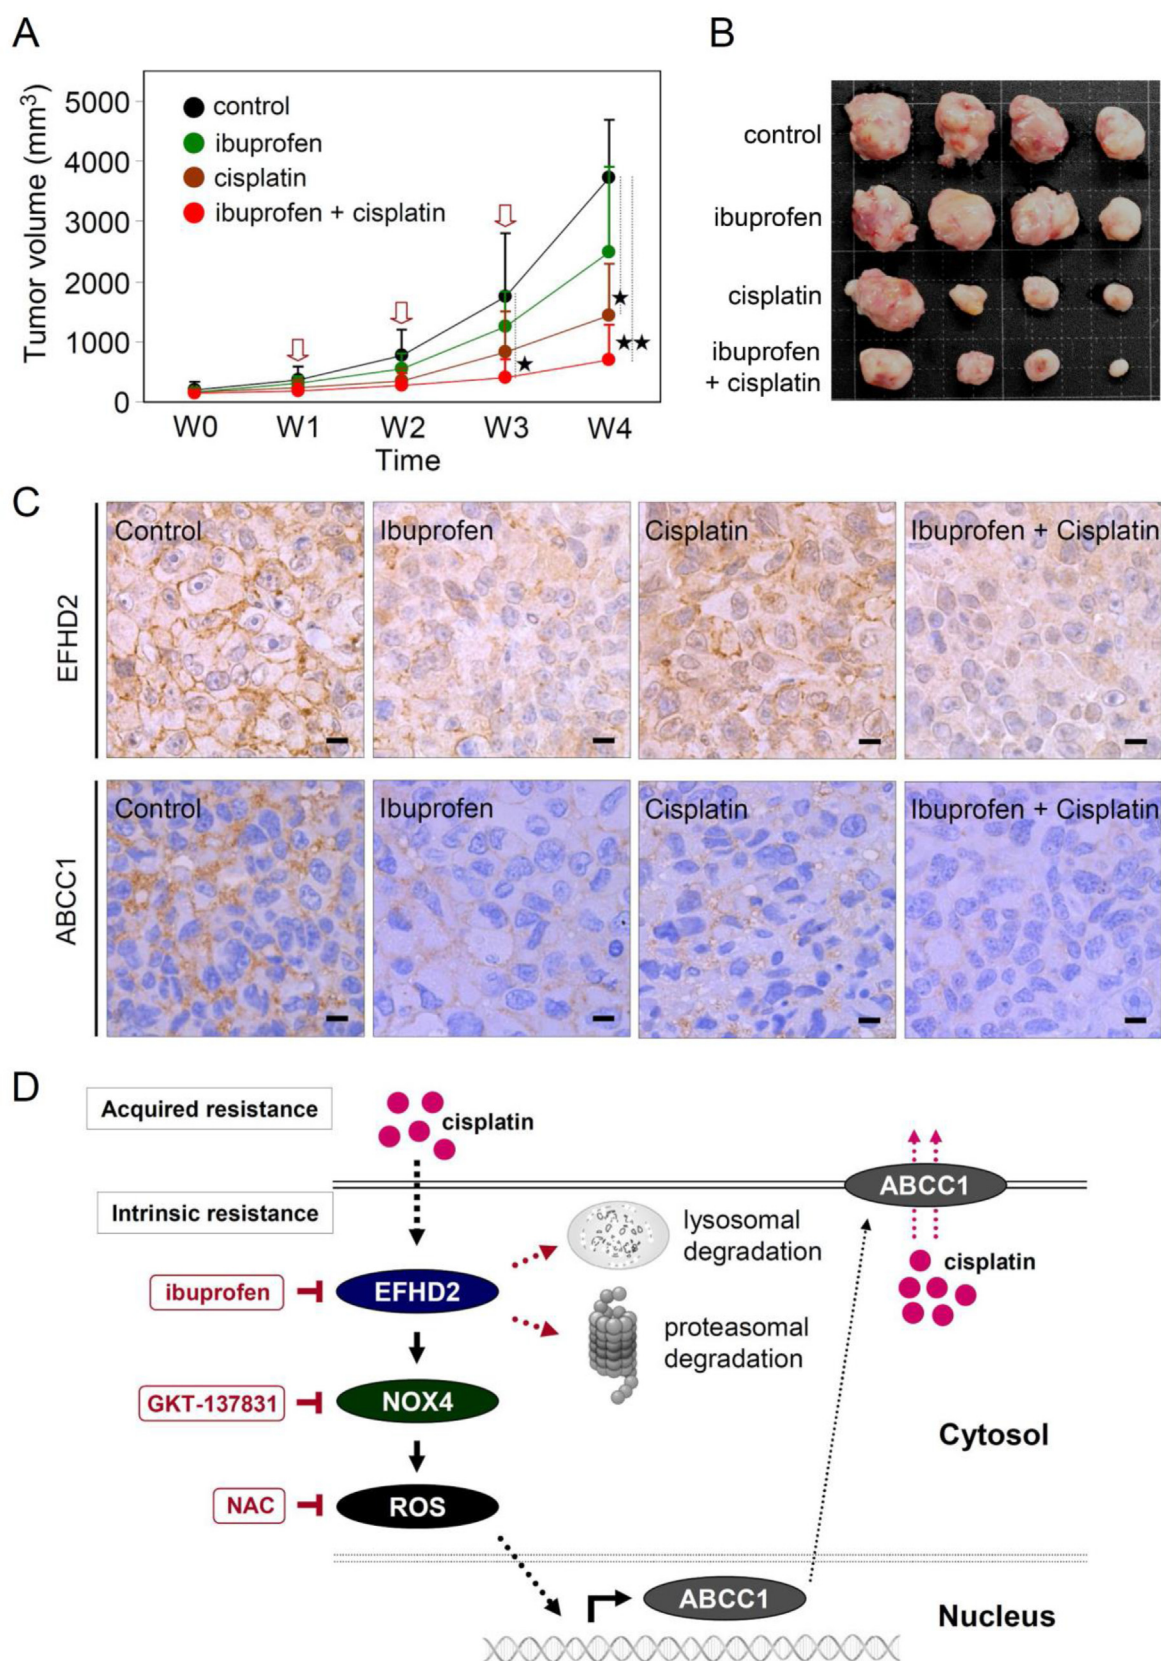 A
Tumor volume (mm³)
5000
4000
3000
2000
1000
0
control
ibuprofen
cisplatin
ibuprofen + cisplatin
★
★
★★
W0 W1 W2 W3 W4
Time
B
control
ibuprofen
cisplatin
ibuprofen
+ cisplatin
C
EFHD2
Control
Ibuprofen
Cisplatin
Ibuprofen + Cisplatin
ABCC1
Control
Ibuprofen
Cisplatin
Ibuprofen + Cisplatin
D
Acquired resistance
cisplatin
Intrinsic resistance
ABCC1
lysosomal
degradation
cisplatin
ibuprofen
EFHD2
proteasomal
degradation
GKT-137831
NOX4
Cytosol
NAC
ROS
ABCC1
Nucleus